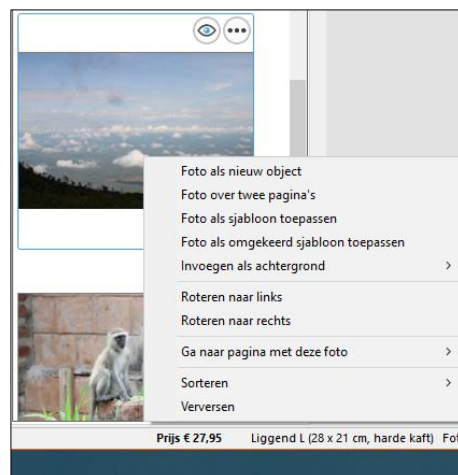 Foto als nieuw object
Foto over twee pagina's
Foto als sjabloon toepassen
Foto als omgekeerd sjabloon toepassen
Invoegen als achtergrond
Roteren naar links
Roteren naar rechts
Ga naar pagina met deze foto
Sorteren
Verversen
Prijs € 27,95 Liggend L (28 x 21 cm, harde kaft) Fot